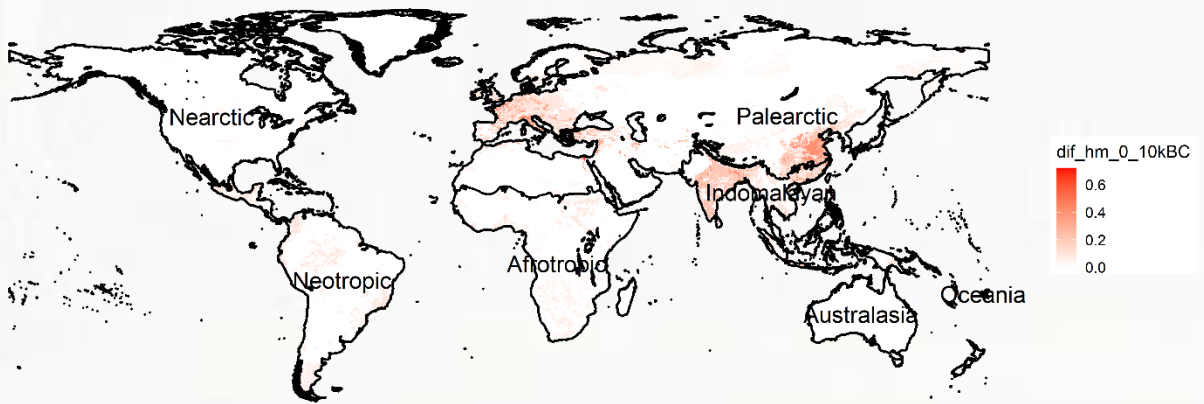 Nearctic
Palearctic
Indomalayan
Afrotropic
Neotropic
Oceania
Australasia
dif_hm_0_10kBC
0.6
0.4
0.2
0.0